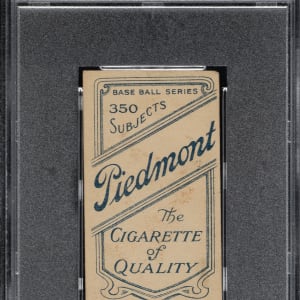 BASE BALL SERIES
350
SUBJECTS
Piedmont
The
CIGARETTE
of
QUALITY